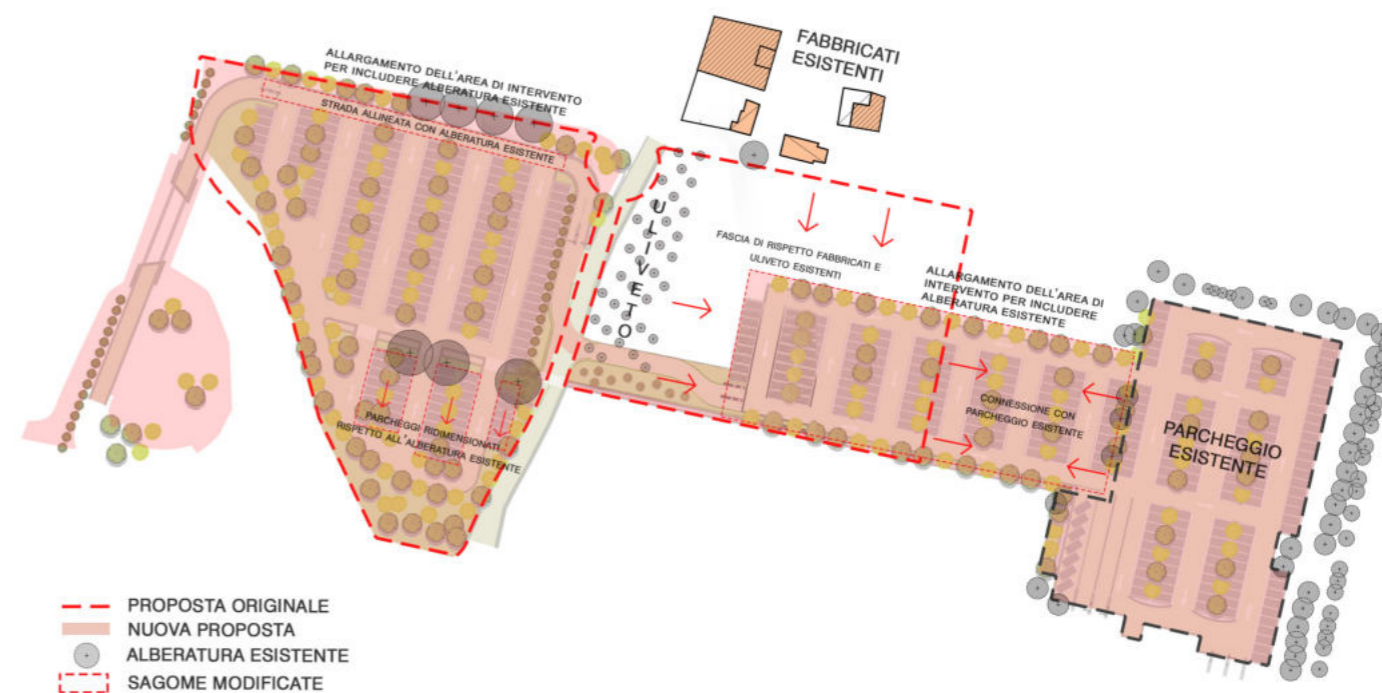 FABBRICATI
ESISTENTI
ALLARGAMENTO DELL'AREA DI INTERVENTO
PER INCLUDERE ALBERATURA ESISTENTE
STRADA ALLINEATA CON ALBERATURA ESISTENTE
ULIVETO
FASCIA DI RISPETTO FABBRICATI E
ULIVETO ESISTENTI
ALLARGAMENTO DELL'AREA DI
INTERVENTO PER INCLUDERE
ALBERATURA ESISTENTE
CONNESSIONE CON
PARCHEGGIO ESISTENTE
PARCHEGGIO
ESISTENTE
PARCHEGGI RIDIMENSIONATI
RISPETTO ALL'ALBERATURA ESISTENTE
PROPOSTA ORIGINALE
NUOVA PROPOSTA
ALBERATURA ESISTENTE
SAGOME MODIFICATE